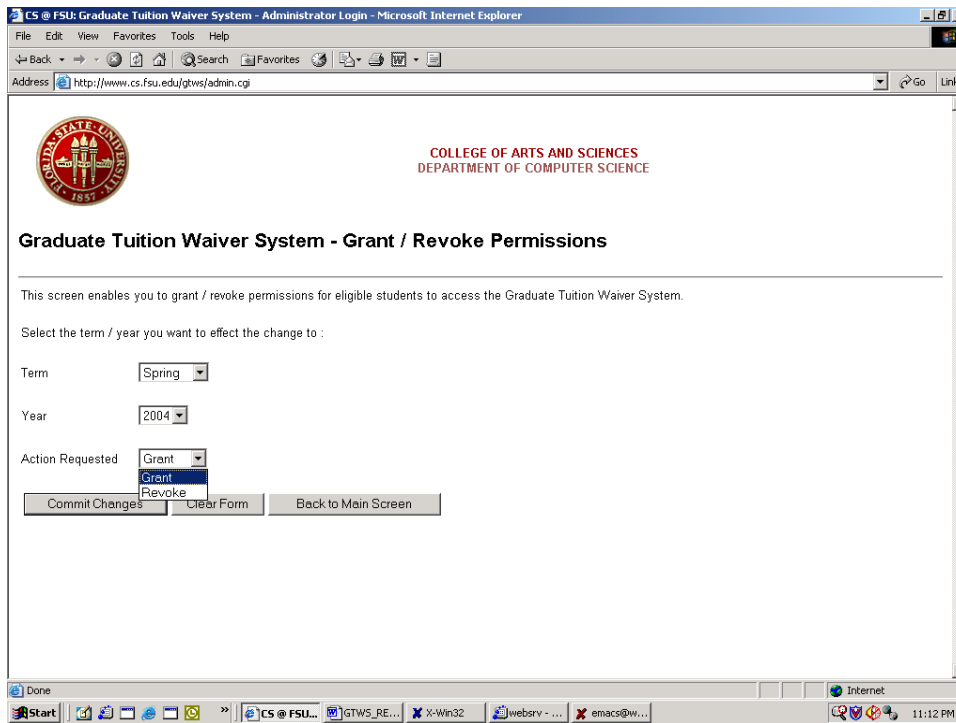 CS @ FSU: Graduate Tuition Waiver System - Administrator Login - Microsoft Internet Explorer
File Edit View Favorites Tools Help
Back Search Favorites
Address http://www.cs.fsu.edu/gtws/admin.cgi Go Link
FLORIDA STATE UNIVERSITY
1857
COLLEGE OF ARTS AND SCIENCES
DEPARTMENT OF COMPUTER SCIENCE
Graduate Tuition Waiver System - Grant / Revoke Permissions
This screen enables you to grant / revoke permissions for eligible students to access the Graduate Tuition Waiver System.
Select the term / year you want to effect the change to :
Term Spring
Year 2004
Action Requested Grant
Grant
Revoke
Commit Changes Clear Form Back to Main Screen
Done Internet
Start » CS @ FSU... GTWS_RE... X-Win32 websrv - ... emacs@w... 11:12 PM